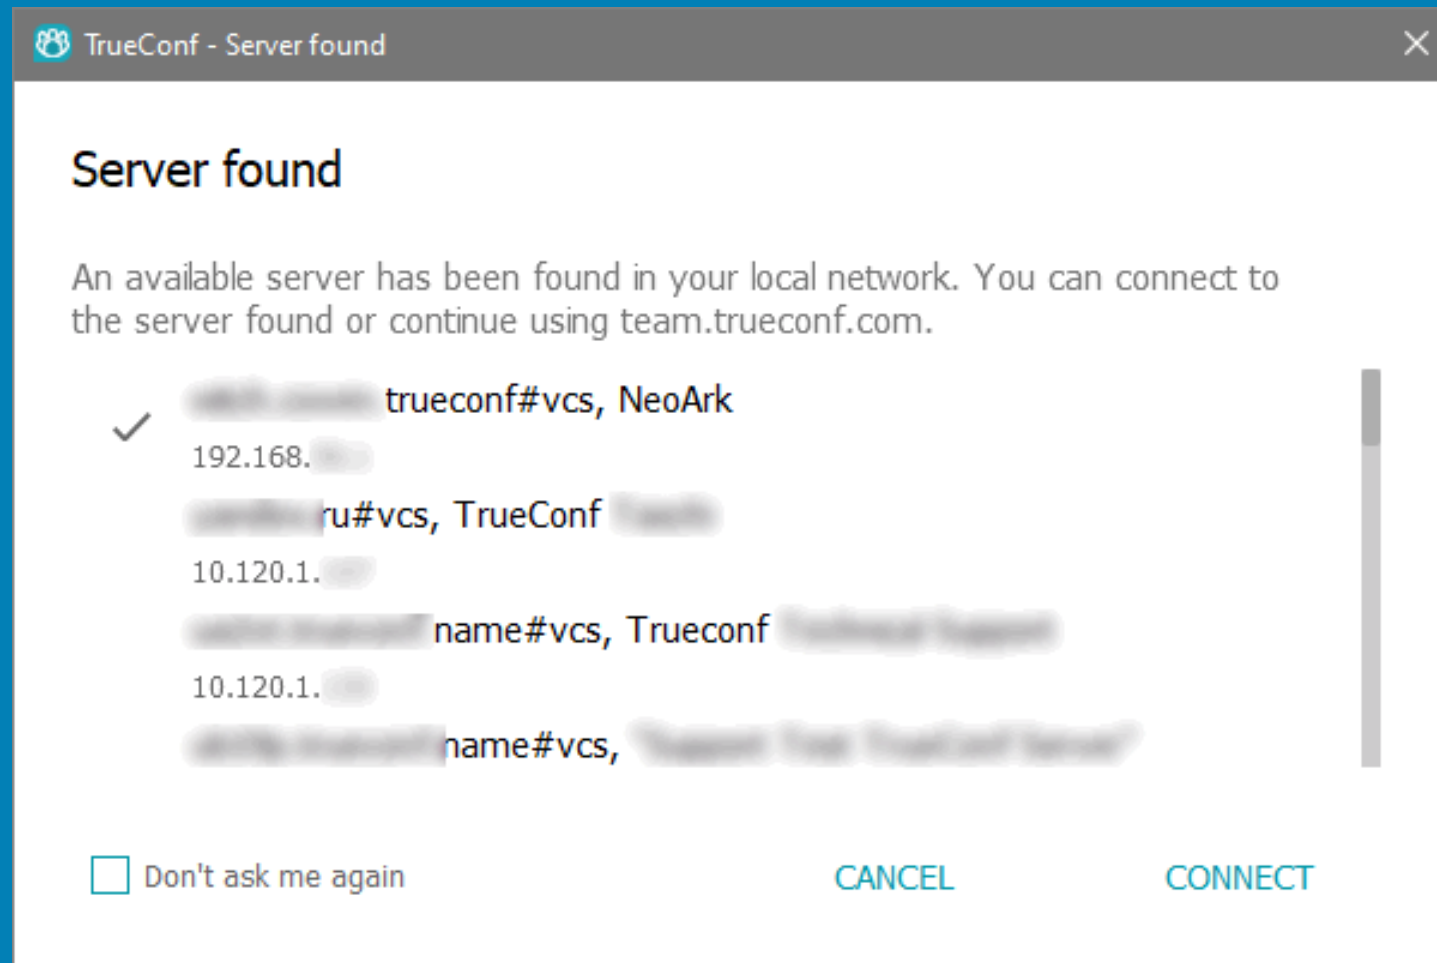 TrueConf - Server found
Server found
An available server has been found in your local network. You can connect to
the server found or continue using team.trueconf.com.
trueconf#vcs, NeoArk
192.168.
ru#vcs, TrueConf
10.120.1.
name#vcs, Trueconf
10.120.1.
name#vcs,
Don't ask me again CANCEL CONNECT